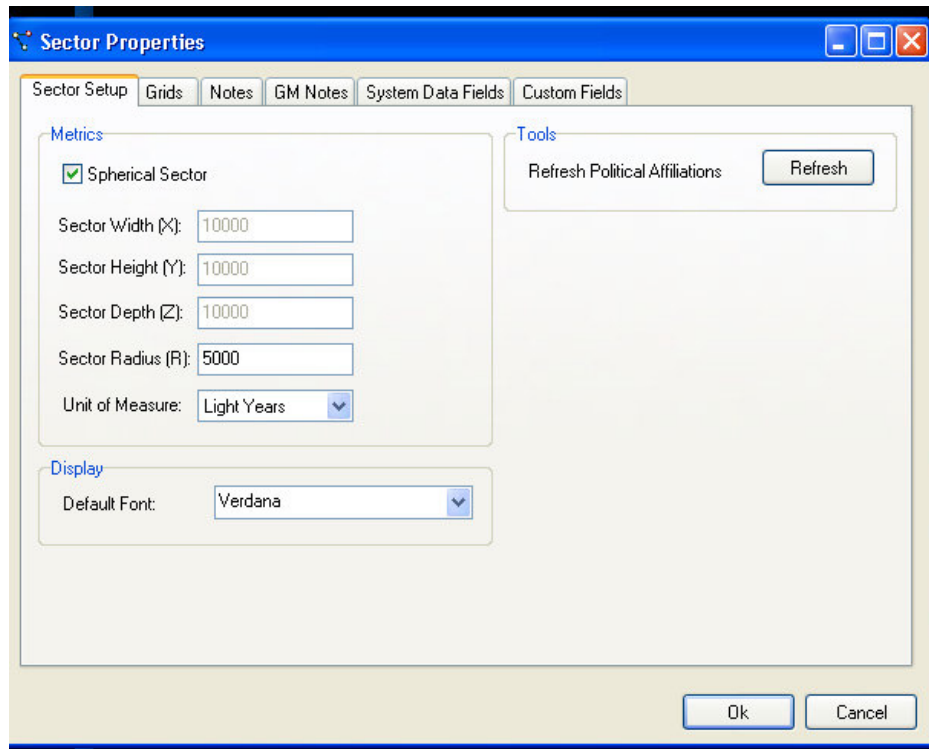 Sector Properties
Sector Setup Grids Notes GM Notes System Data Fields Custom Fields
Metrics
Spherical Sector
Sector Width (X): 10000
Sector Height (Y): 10000
Sector Depth (Z): 10000
Sector Radius (R): 5000
Unit of Measure: Light Years
Display
Default Font: Verdana
Tools
Refresh Political Affiliations Refresh
Ok Cancel